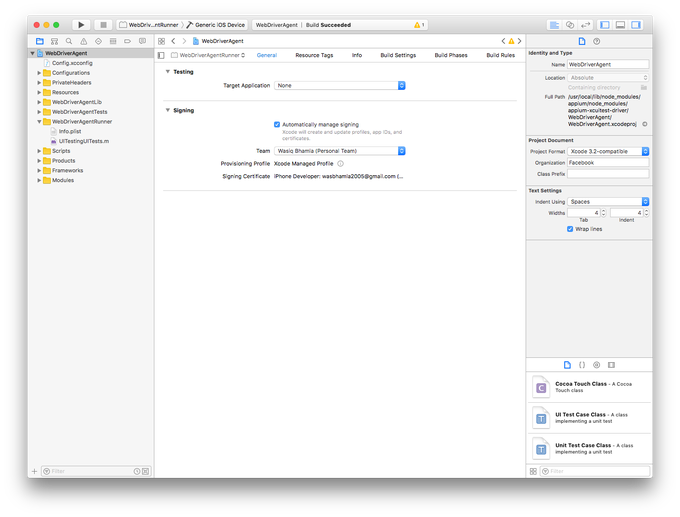 WebDriv...ntRunner
Generic iOS Device
WebDriverAgent
Build Succeeded
1
WebDriverAgent
Config.xcconfig
Configurations
PrivateHeaders
Resources
WebDriverAgentLib
WebDriverAgentTests
WebDriverAgentRunner
Info.plist
UITestingUITests.m
Scripts
Products
Frameworks
Modules
Filter
WebDriverAgent
WebDriverAgentRunner
General
Resource Tags
Info
Build Settings
Build Phases
Build Rules
Testing
Target Application
None
Signing
Automatically manage signing
Xcode will create and update profiles, app IDs, and
certificates.
Team
Wasiq Bhamla (Personal Team)
Provisioning Profile
Xcode Managed Profile
Signing Certificate
iPhone Developer: wasbhamla2005@gmail.com (...
Identity and Type
Name
WebDriverAgent
Location
Absolute
Containing directory
Full Path
/usr/local/lib/node_modules/
appium/node_modules/
appium-xcuitest-driver/
WebDriverAgent/
WebDriverAgent.xcodeproj
Project Document
Project Format
Xcode 3.2-compatible
Organization
Facebook
Class Prefix
Text Settings
Indent Using
Spaces
Widths
4
4
Tab
Indent
Wrap lines
C
Cocoa Touch Class - A Cocoa
Touch class
T
UI Test Case Class - A class
implementing a unit test
T
Unit Test Case Class - A class
implementing a unit test
Filter